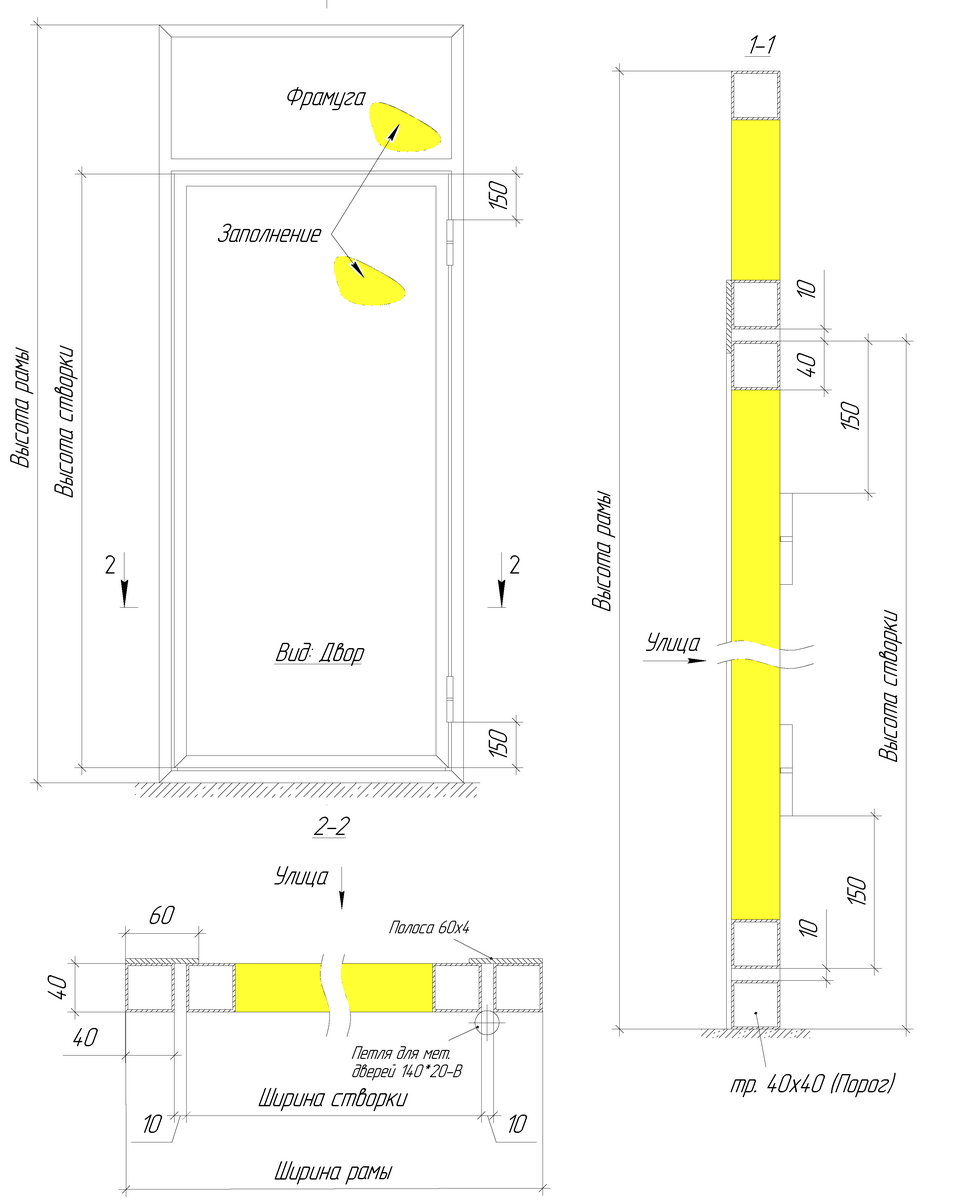 Фрамуга
Заполнение
150
Высота рамы
Высота створки
2
2
Вид: Двор
150
2-2
Улица
60
Полоса 60х4
40
40
Петля для мет.
дверей 140*20-В
Ширина створки
10
10
Ширина рамы
1-1
10
40
150
Высота рамы
Улица
Высота створки
150
10
тр. 40х40 (Порог)